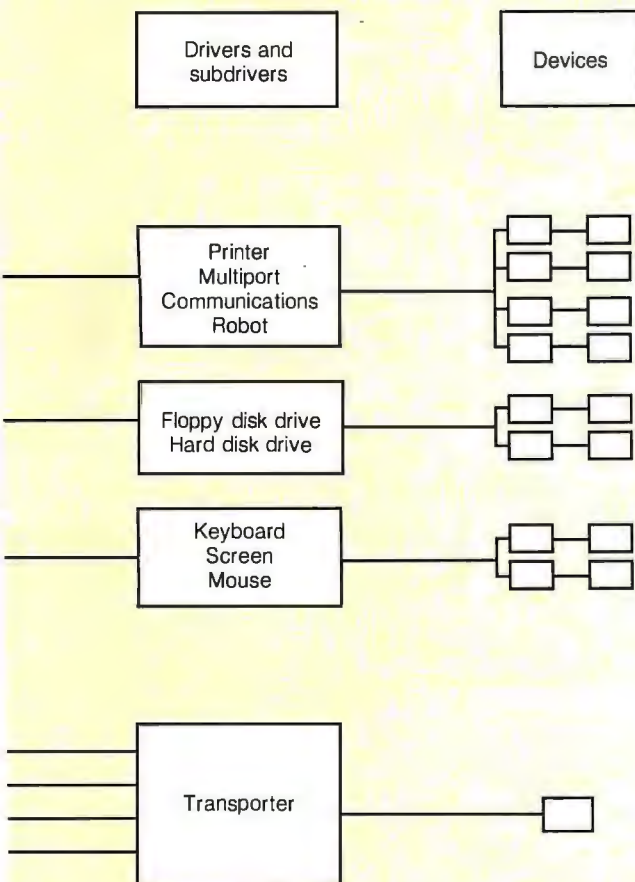 Drivers and
subdrivers
Devices
Printer
Multiport
Communications
Robot
Floppy disk drive
Hard disk drive
Keyboard
Screen
Mouse
Transporter